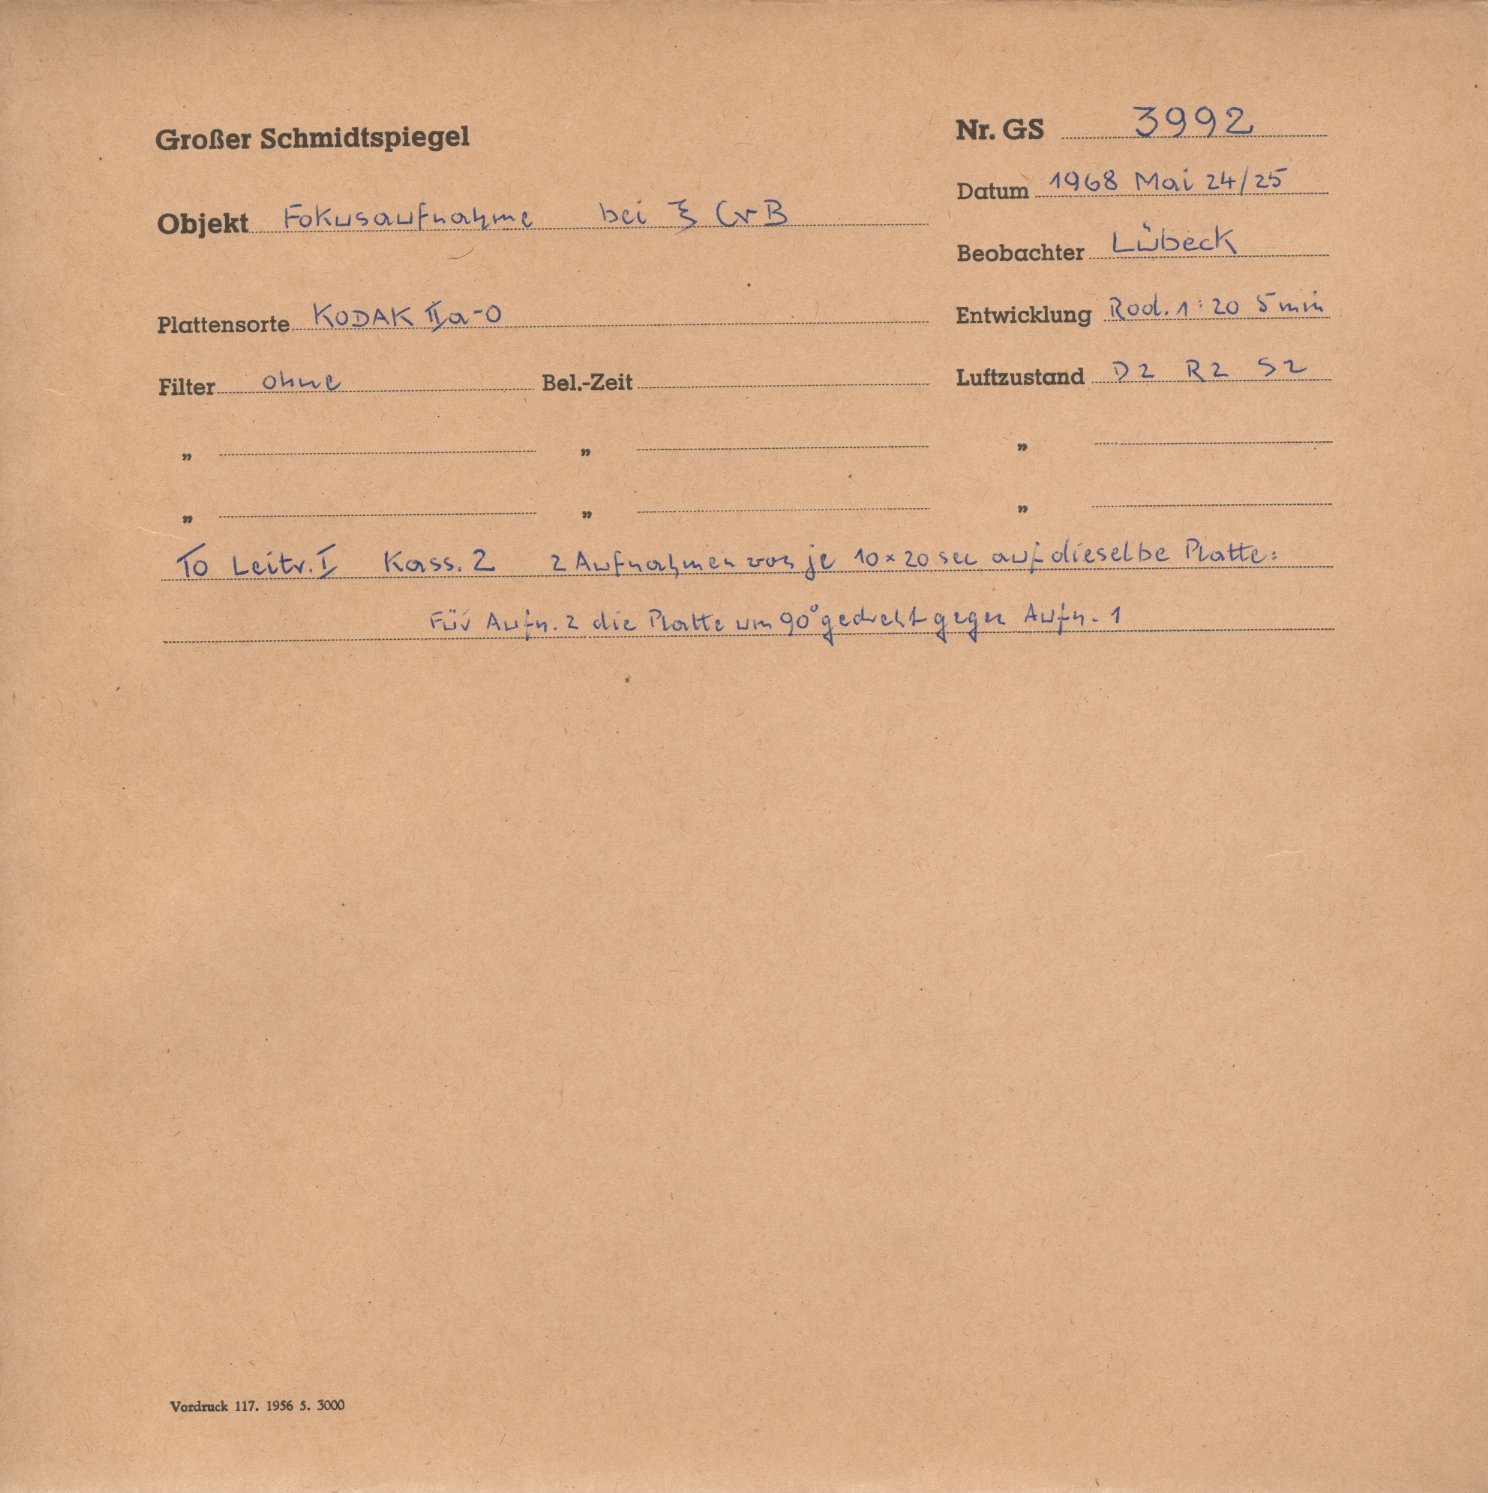 Großer Schmidtspiegel
Nr. GS 3992
Datum 1968 Mai 24/25
Objekt Fokusaufnahme bei ξ CrB
Beobachter Lübeck
Plattensorte KODAK IIa-O
Entwicklung Rod. 1:20 5 min
Filter ohne Bel.-Zeit
Luftzustand D2 R2 S2
„ „ „
„ „ „
To Leitr. I Kass. 2 2 Aufnahmen von je 10×20 sec auf dieselbe Platte:
Für Aufn. 2 die Platte um 90° gedreht gegen Aufn. 1
Vordruck 117. 1956 5. 3000